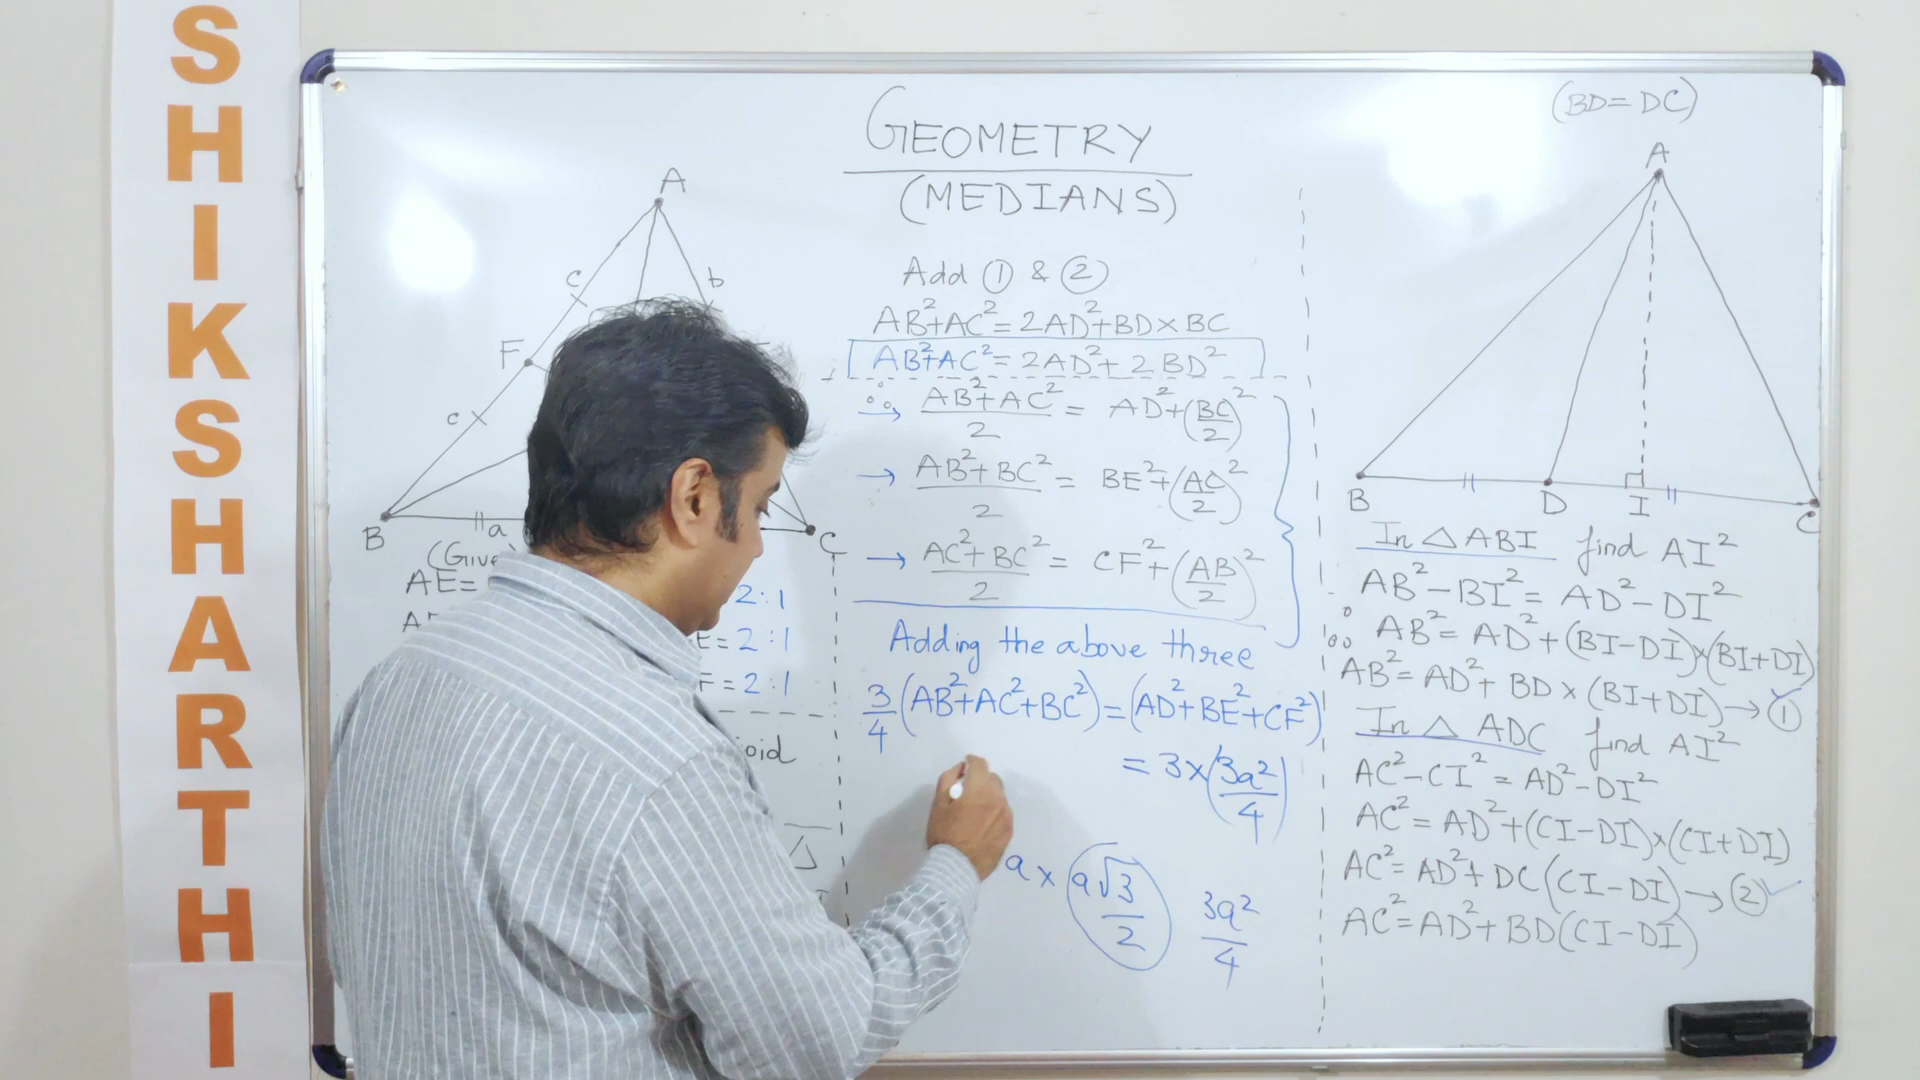 SHIKSHARTHI
GEOMETRY
(MEDIANS)
A
c
b
F
c
B
a
C
(Give
AE=
2:1
E=2:1
F=2:1
oid
Add ① & ②
AB²+AC²=2AD²+BD×BC
AB²+AC²=2AD²+2BD²
∴ → (AB²+AC²)/2 = AD²+(BC/2)²
→ (AB²+BC²)/2 = BE²+(AC/2)²
→ (AC²+BC²)/2 = CF²+(AB/2)²
Adding the above three
3/4 (AB²+AC²+BC²)=(AD²+BE²+CF²)
= 3×(3a²/4)
a × (a√3/2) 3a²/4
(BD=DC)
A
B D I C
In △ABI find AI²
AB²-BI²=AD²-DI²
∴ AB²=AD²+(BI-DI)×(BI+DI)
AB²=AD²+BD×(BI+DI)→①
In △ ADC find AI²
AC²-CI²=AD²-DI²
AC²=AD²+(CI-DI)×(CI+DI)
AC²=AD²+DC(CI-DI)→②
AC²=AD²+BD(CI-DI)